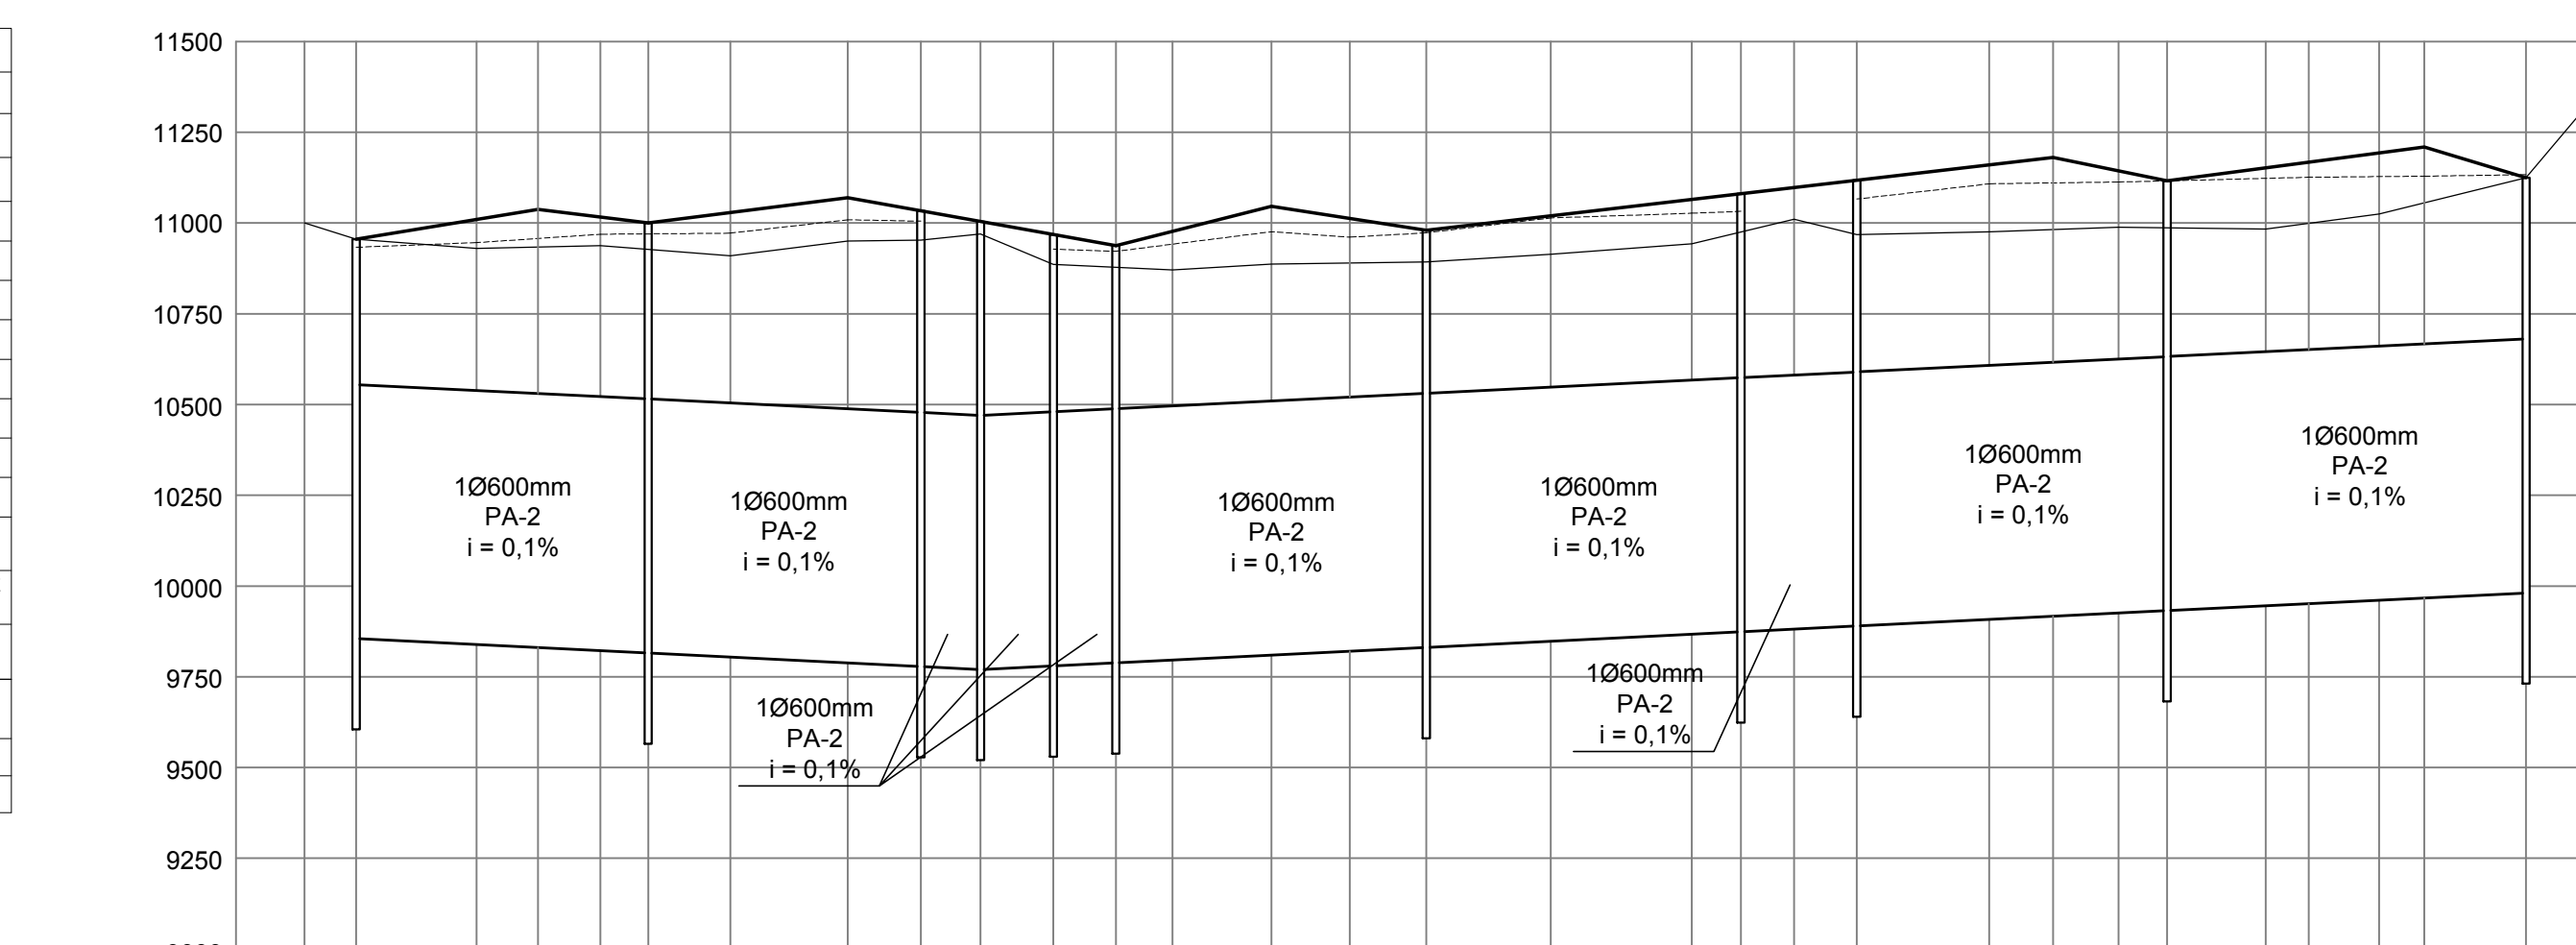 11500
11250
11000
10750
10500
10250
10000
9750
9500
9250
1Ø600mm
PA-2
i = 0,1%
1Ø600mm
PA-2
i = 0,1%
1Ø600mm
PA-2
i = 0,1%
1Ø600mm
PA-2
i = 0,1%
1Ø600mm
PA-2
i = 0,1%
1Ø600mm
PA-2
i = 0,1%
1Ø600mm
PA-2
i = 0,1%
1Ø600mm
PA-2
i = 0,1%